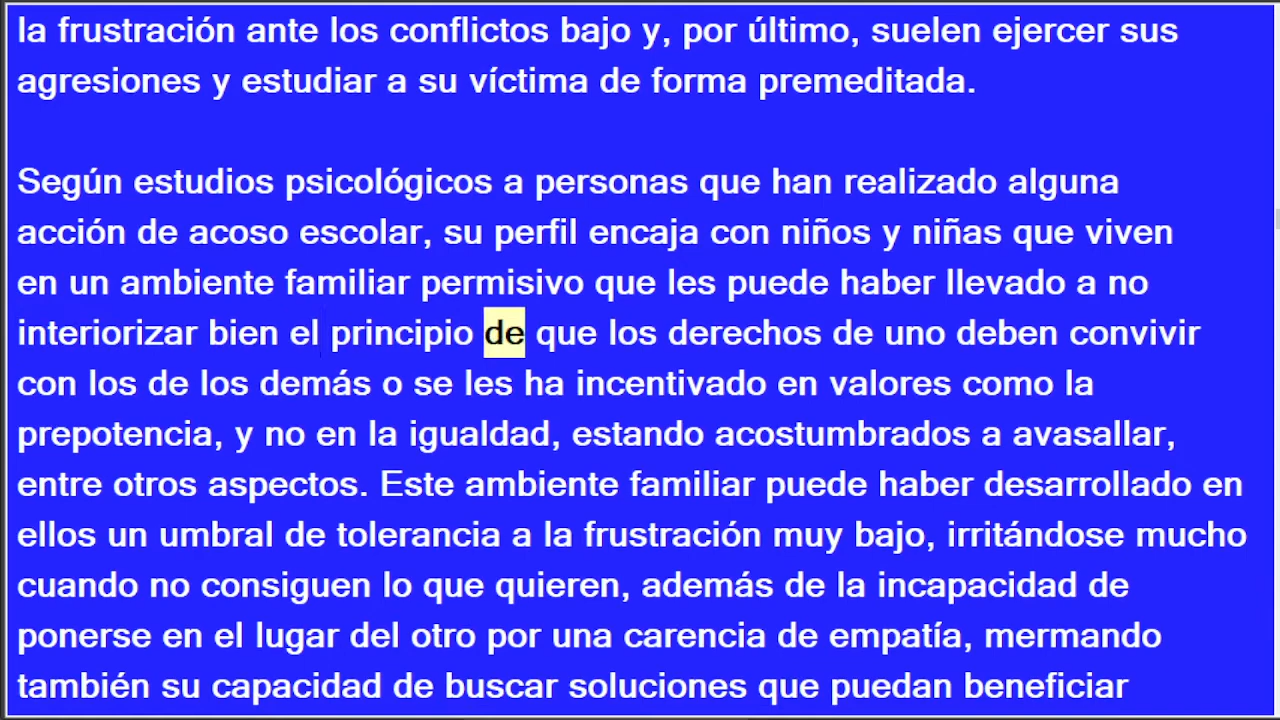 la frustración ante los conflictos bajo y, por último, suelen ejercer sus
agresiones y estudiar a su víctima de forma premeditada.
Según estudios psicológicos a personas que han realizado alguna
acción de acoso escolar, su perfil encaja con niños y niñas que viven
en un ambiente familiar permisivo que les puede haber llevado a no
interiorizar bien el principio de que los derechos de uno deben convivir
con los de los demás o se les ha incentivado en valores como la
prepotencia, y no en la igualdad, estando acostumbrados a avasallar,
entre otros aspectos. Este ambiente familiar puede haber desarrollado en
ellos un umbral de tolerancia a la frustración muy bajo, irritándose mucho
cuando no consiguen lo que quieren, además de la incapacidad de
ponerse en el lugar del otro por una carencia de empatía, mermando
también su capacidad de buscar soluciones que puedan beneficiar